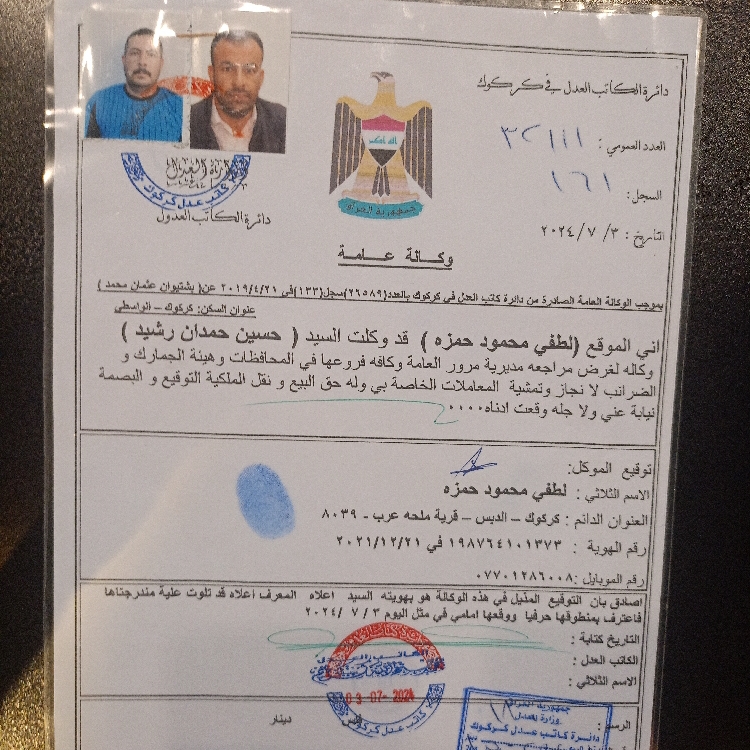 دائرة الكاتب العدل في كركوك
العدد العمومي : ٣٢١١١
السجل: ١٦١
التاريخ : ٢٠٢٤/٧/٣
جمهورية العراق
كاتب عدل كركوك
دائرة الكاتب العدول
وكالة عــامـة
بموجب الوكالة العامة الصادرة من دائرة كاتب العدل في كركوك بالعدد(٢٦٥٨٩)سجل(١٣٣)في ٢٠١٩/٤/٢١ عن( بشتيوان عثمان محمد )
عنوان السكن: كركوك - الواسطي
اني الموقع (لطفي محمود حمزه ) قد وكلت السيد ( حسين حمدان رشيد )
وكاله لغرض مراجعه مديرية مرور العامة وكافه فروعها في المحافظات وهيئة الجمارك و
الضرائب لا نجاز وتمشية المعاملات الخاصة بي وله حق البيع و نقل الملكية التوقيع و البصمة
نيابة عني ولا جله وقعت ادناه٠٠٠٠
توقيع الموكل:
الاسم الثلاثي : لطفي محمود حمزه
العنوان الدائم : كركوك – الدبس – قرية ملحه عرب - ٨٠٣٩
رقم الهوية : ١٩٨٧٦٤١٠١٣٧٣ في ٢٠٢١/١٢/٢١
رقم الموبايل :٠٧٧٠١٢٨٦٠٠٨
اصادق بان التوقيع المذيل في هذه الوكالة هو بهويته السيد اعلاه المعرف اعلاه قد تلوت علية مندرجتاها
فاعترف بمنطوقها حرفيا ووقعها امامي في مثل اليوم ٣ / ٧ / ٢٠٢٤
التاريخ كتابة :
الكاتب العدل :
الاسم الثلاثي :
03-07-2024
كاتب عدل كركوك
الرسم :
دينار
جمهورية العراق
وزارة العدل
دائرة كاتب عدل كركوك